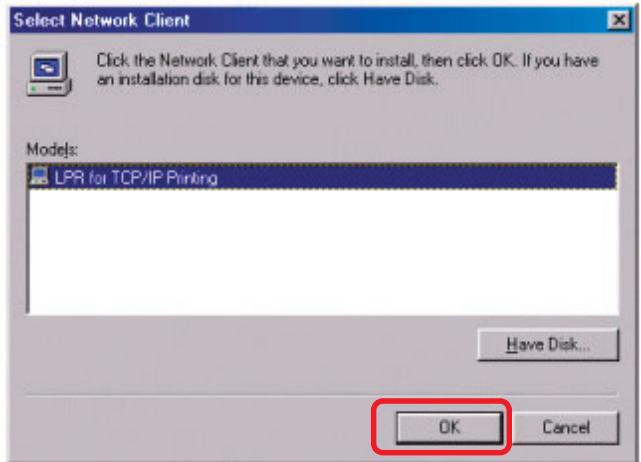 Select Network Client
Click the Network Client that you want to install, then click OK. If you have
an installation disk for this device, click Have Disk.
Models:
LPR for TCP/IP Printing
Have Disk...
OK
Cancel